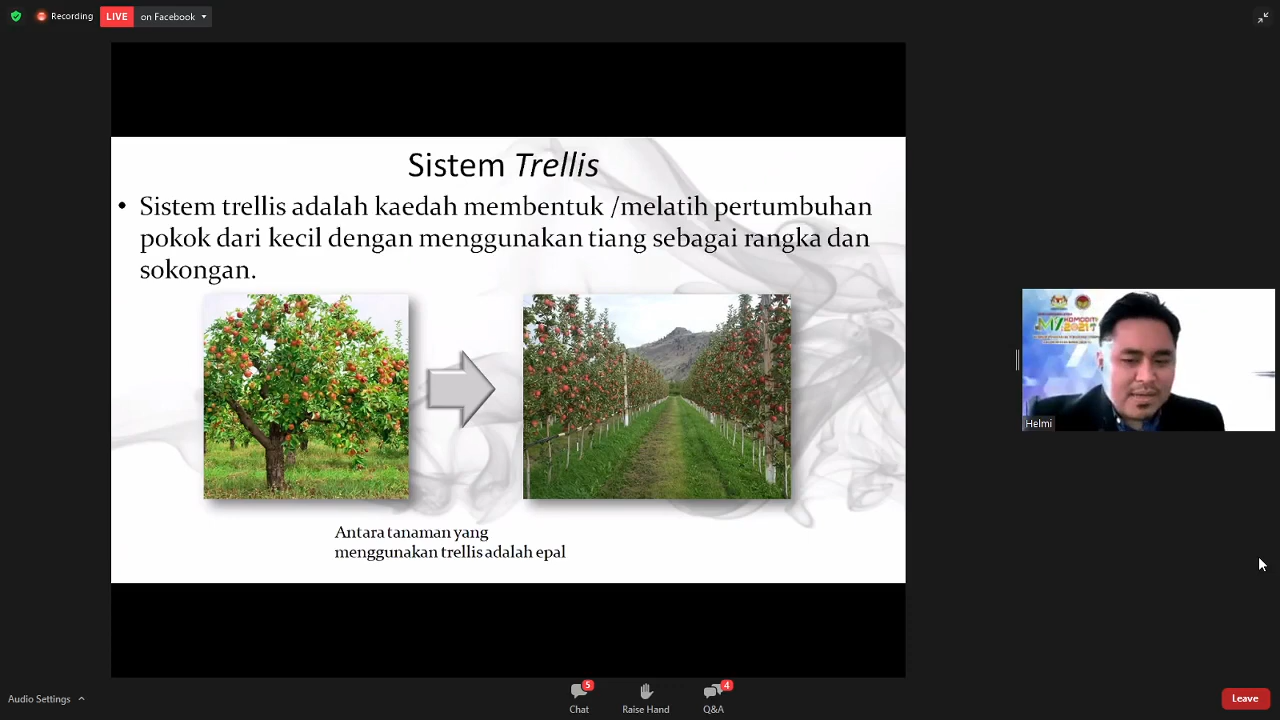 Recording
LIVE
on Facebook
Sistem Trellis
• Sistem trellis adalah kaedah membentuk /melatih pertumbuhan
pokok dari kecil dengan menggunakan tiang sebagai rangka dan
sokongan.
Antara tanaman yang
menggunakan trellis adalah epal
KOMODITI
2021
Helmi
Audio Settings
5
Chat
Raise Hand
4
Q&A
Leave